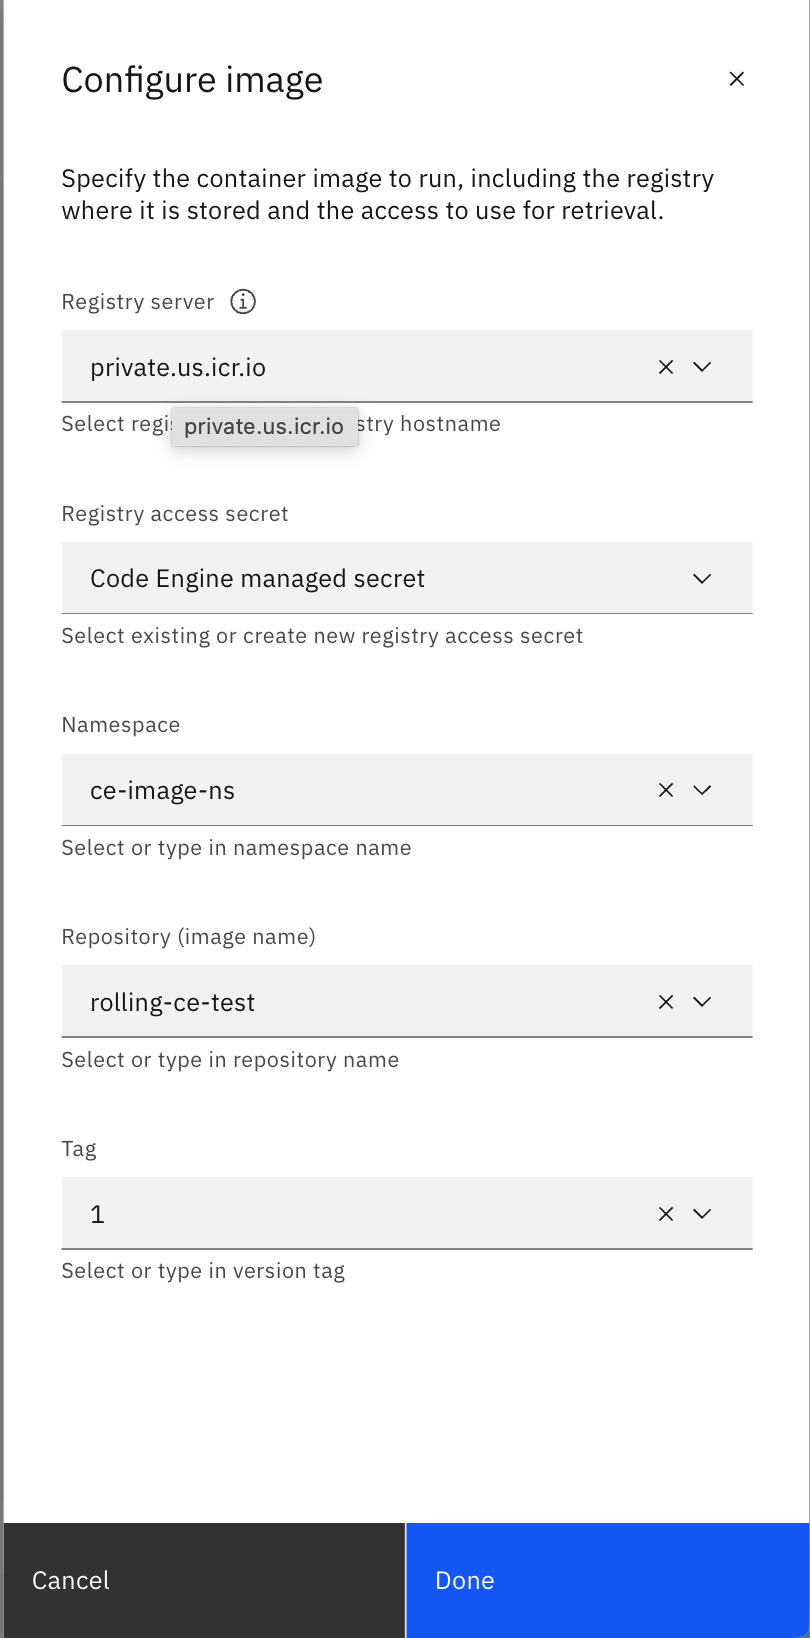 Configure image
Specify the container image to run, including the registry
where it is stored and the access to use for retrieval.
Registry server
private.us.icr.io
Select regis
private.us.icr.io
stry hostname
Registry access secret
Code Engine managed secret
Select existing or create new registry access secret
Namespace
ce-image-ns
Select or type in namespace name
Repository (image name)
rolling-ce-test
Select or type in repository name
Tag
1
Select or type in version tag
Cancel
Done